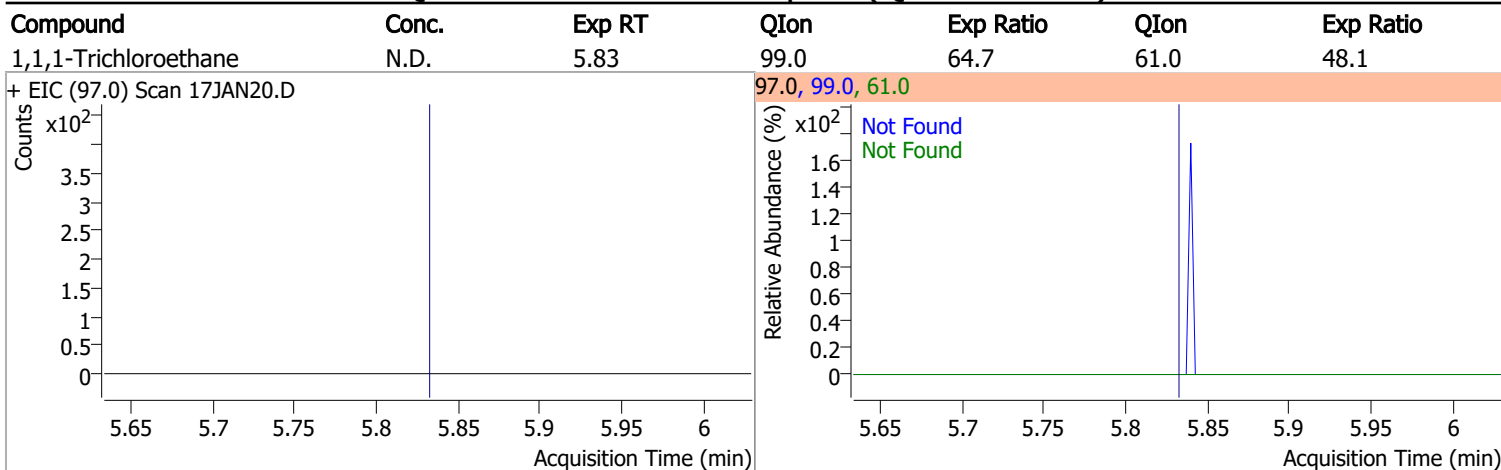 Compound Conc. Exp RT QIon Exp Ratio QIon Exp Ratio
1,1,1-Trichloroethane N.D. 5.83 99.0 64.7 61.0 48.1
+ EIC (97.0) Scan 17JAN20.D
Counts
x10²
3.5
3
2.5
2
1.5
1
0.5
0
5.65 5.7 5.75 5.8 5.85 5.9 5.95 6
Acquisition Time (min)
97.0, 99.0, 61.0
Relative Abundance (%)
x10²
Not Found
Not Found
1.6
1.4
1.2
1
0.8
0.6
0.4
0.2
0
5.65 5.7 5.75 5.8 5.85 5.9 5.95 6
Acquisition Time (min)